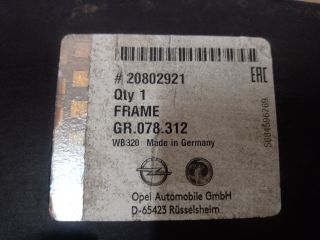 # 20802921
EAC
Qty 1
FRAME
GR.078.312
WB320 Made in Germany
Opel Automobile GmbH
D-65423 Rüsselsheim